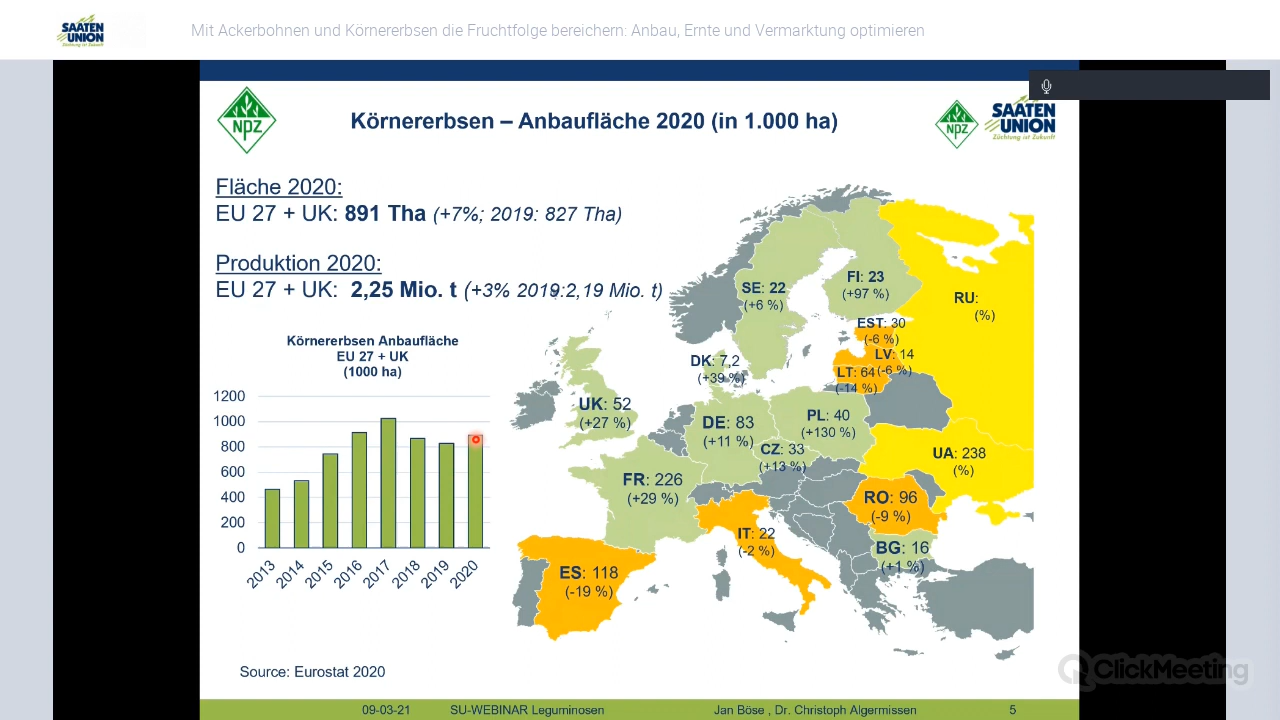 SAATEN
UNION
Züchtung ist Zukunft
Mit Ackerbohnen und Körnererbsen die Fruchtfolge bereichern: Anbau, Ernte und Vermarktung optimieren
NPZ
Körnererbsen – Anbaufläche 2020 (in 1.000 ha)
NPZ
SAATEN
UNION
Züchtung ist Zukunft
Fläche 2020:
EU 27 + UK: 891 Tha (+7%; 2019: 827 Tha)
Produktion 2020:
EU 27 + UK: 2,25 Mio. t (+3% 2019:2,19 Mio. t)
Körnererbsen Anbaufläche
EU 27 + UK
(1000 ha)
1200
1000
800
600
400
200
0
2013
2014
2015
2016
2017
2018
2019
2020
FI: 23
(+97 %)
SE: 22
(+6 %)
RU:
(%)
EST: 30
(-6 %)
LV: 14
(-6 %)
LT: 64
(-14 %)
DK: 7,2
(+39 %)
UK: 52
(+27 %)
DE: 83
(+11 %)
PL: 40
(+130 %)
CZ: 33
(+13 %)
UA: 238
(%)
FR: 226
(+29 %)
RO: 96
(-9 %)
IT: 22
(-2 %)
BG: 16
(+1 %)
ES: 118
(-19 %)
Source: Eurostat 2020
ClickMeeting
09-03-21 SU-WEBINAR Leguminosen Jan Böse , Dr. Christoph Algermissen 5